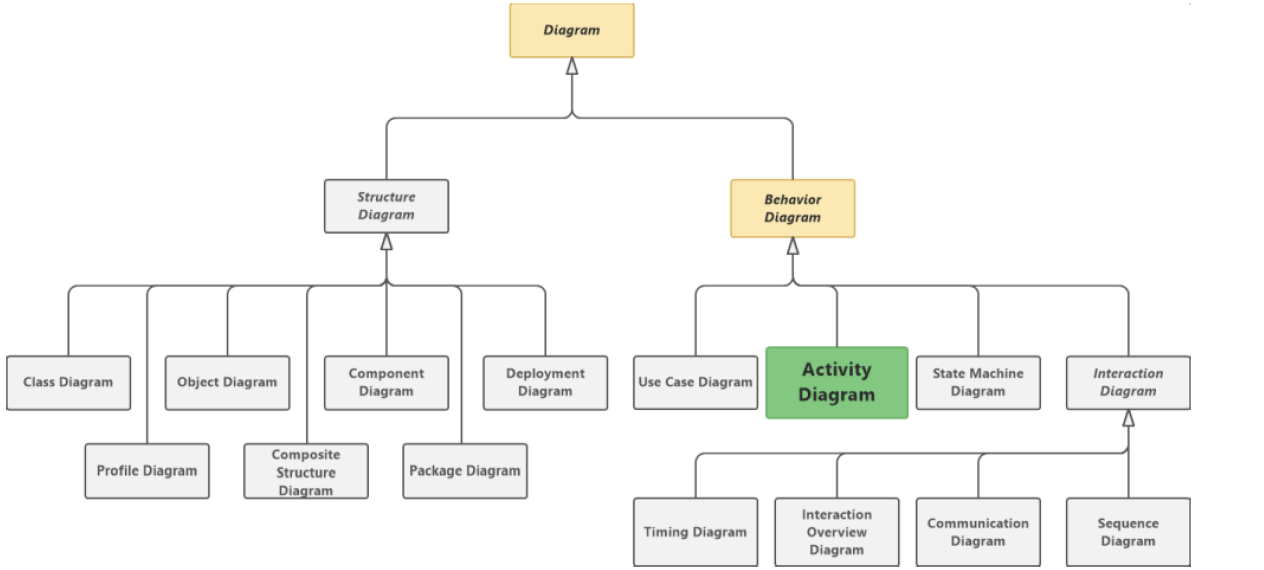 Diagram
Structure
Diagram
Behavior
Diagram
Class Diagram
Object Diagram
Component
Diagram
Deployment
Diagram
Use Case Diagram
Activity
Diagram
State Machine
Diagram
Interaction
Diagram
Profile Diagram
Composite
Structure
Diagram
Package Diagram
Timing Diagram
Interaction
Overview
Diagram
Communication
Diagram
Sequence
Diagram